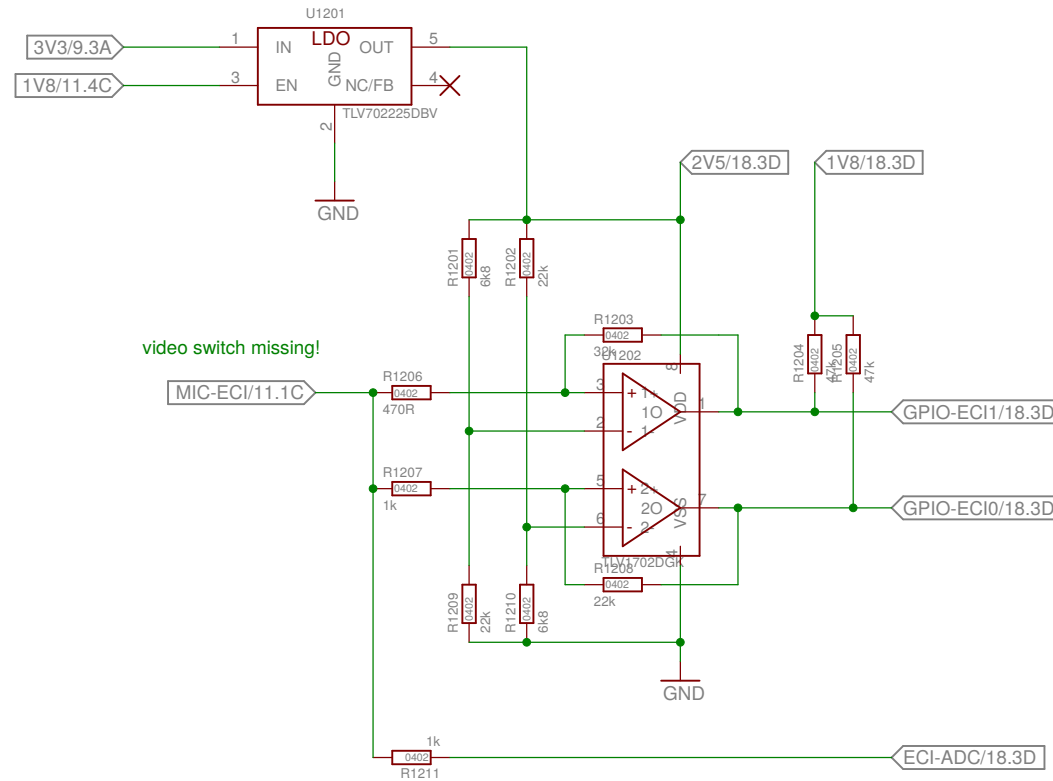 U1201
3V3/9.3A
1
IN
LDO
OUT
5
GND
1V8/11.4C
3
EN
NC/FB
4
TLV702225DBV
2
GND
2V5/18.3D
1V8/18.3D
R1201
0402
6k8
R1202
0402
22k
R1203
0402
32k
U1202
R1204
0402
47k
R1205
0402
47k
video switch missing!
MIC-ECI/11.1C
R1206
0402
470R
8
VDD
3
+
1+
1O
1
2
-
1-
GPIO-ECI1/18.3D
R1207
0402
1k
5
+
2+
2O
7
6
-
2-
VSS
4
GPIO-ECI0/18.3D
TLV1702DGK
R1208
0402
22k
R1209
0402
22k
R1210
0402
6k8
GND
1k
0402
R1211
ECI-ADC/18.3D